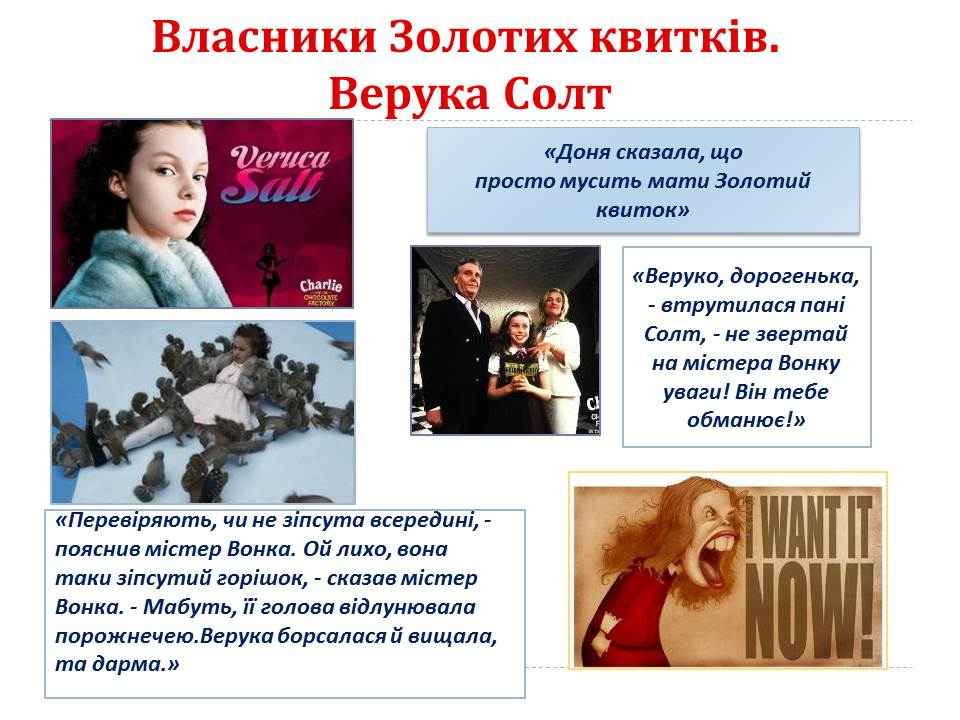 Власники Золотих квитків.
Верука Солт
Veruca
Salt
Charlie
AND THE
CHOCOLATE FACTORY
«Доня сказала, що
просто мусить мати Золотий
квиток»
«Веруко, дорогенька,
- втрутилася пані
Солт, - не звертай
на містера Вонку
уваги! Він тебе
обманює!»
«Перевіряють, чи не зіпсута всередині, -
пояснив містер Вонка. Ой лихо, вона
таки зіпсутий горішок, - сказав містер
Вонка. - Мабуть, її голова відлунювала
порожнечею.Верука борсалася й вищала,
та дарма.»
I WANT IT
NOW!